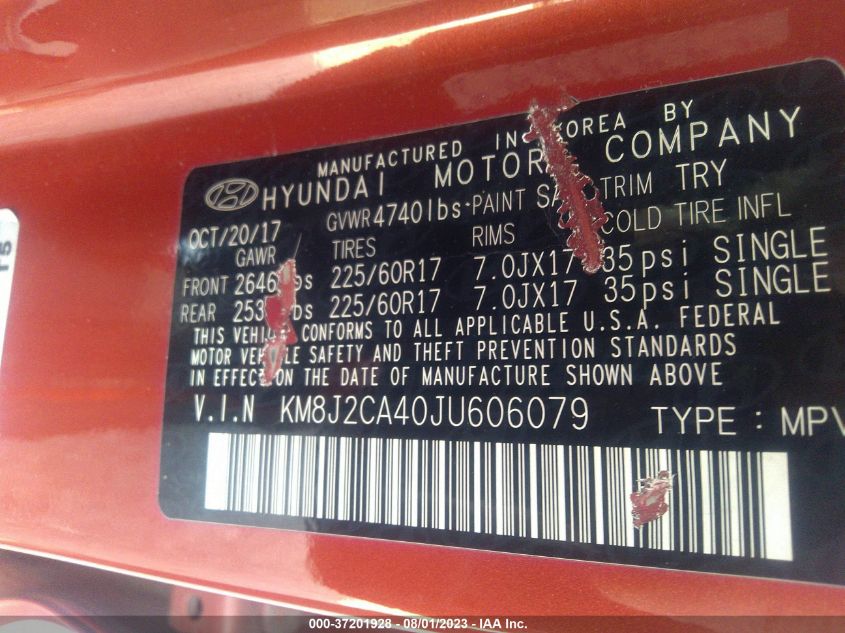 MANUFACTURED IN KOREA BY
HYUNDAI MOTOR COMPANY
OCT/20/17 GVWR 4740lbs PAINT TRIM TRY
GAWR TIRES RIMS COLD TIRE INFL
FRONT 225/60R17 7.0JX17 35psi SINGLE
REAR 225/60R17 7.0JX17 35psi SINGLE
THIS VEHICLE CONFORMS TO ALL APPLICABLE U.S.A. FEDERAL
MOTOR VEHICLE SAFETY AND THEFT PREVENTION STANDARDS
IN EFFECT ON THE DATE OF MANUFACTURE SHOWN ABOVE
V.I.N KM8J2CA40JU606079 TYPE: MPV
000-37201928 - 08/01/2023 - IAA Inc.